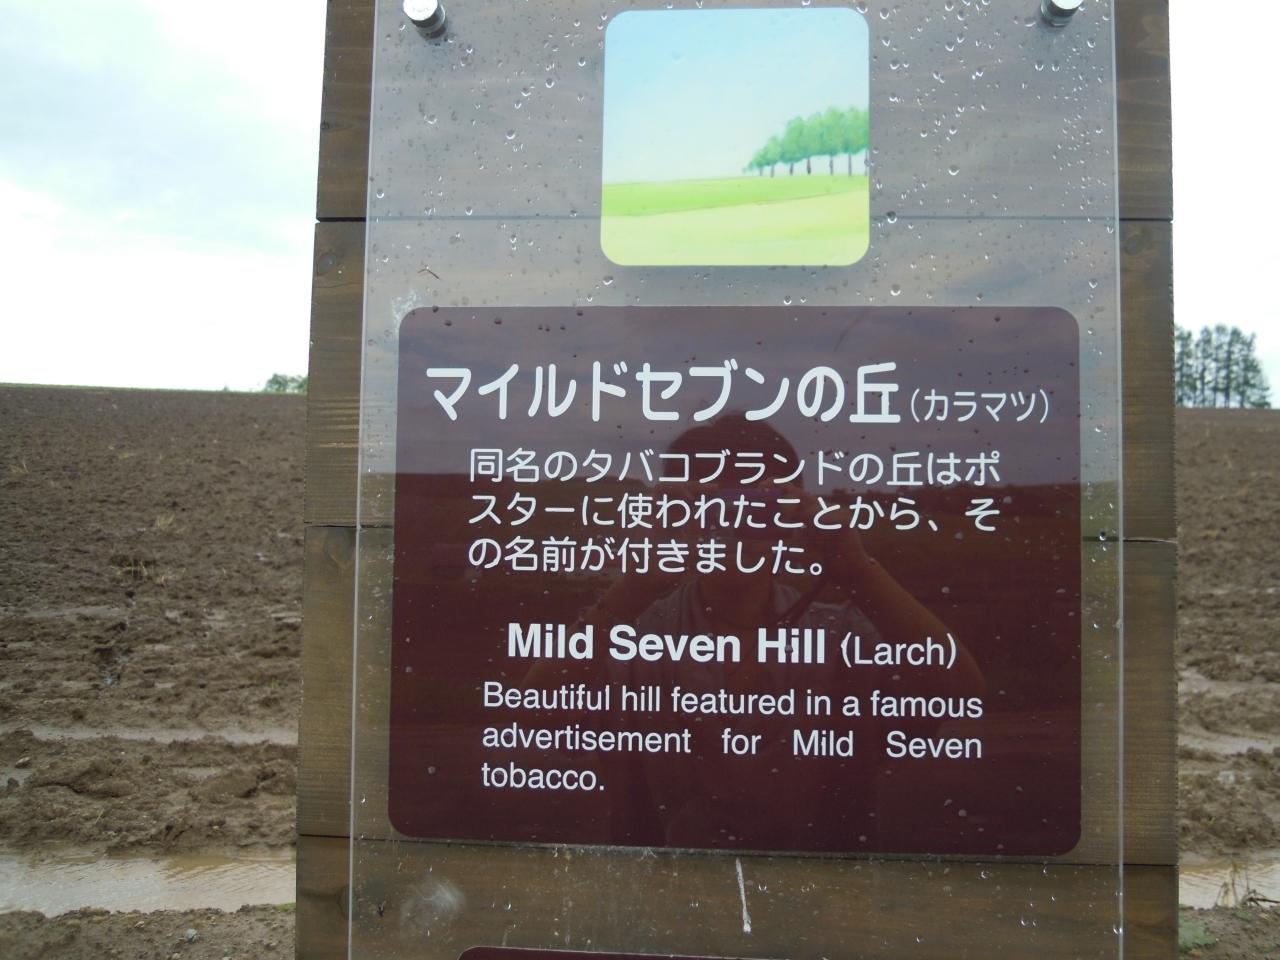 マイルドセブンの丘（カラマツ）
同名のタバコブランドの丘はポ
スターに使われたことから、そ
の名前が付きました。
Mild Seven Hill (Larch)
Beautiful hill featured in a famous
advertisement for Mild Seven
tobacco.